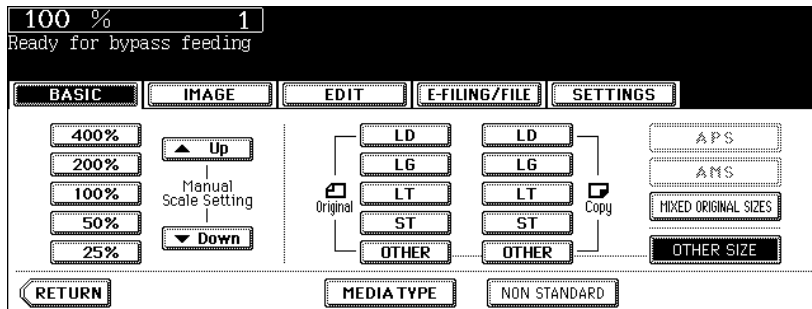 100 % 1
Ready for bypass feeding
BASIC IMAGE EDIT E-FILING/FILE SETTINGS
400% Up LD LD APS
200% LG LG AMS
100% Manual Scale Setting Original LT LT Copy MIXED ORIGINAL SIZES
50% ST ST
25% Down OTHER OTHER OTHER SIZE
RETURN MEDIA TYPE NON STANDARD